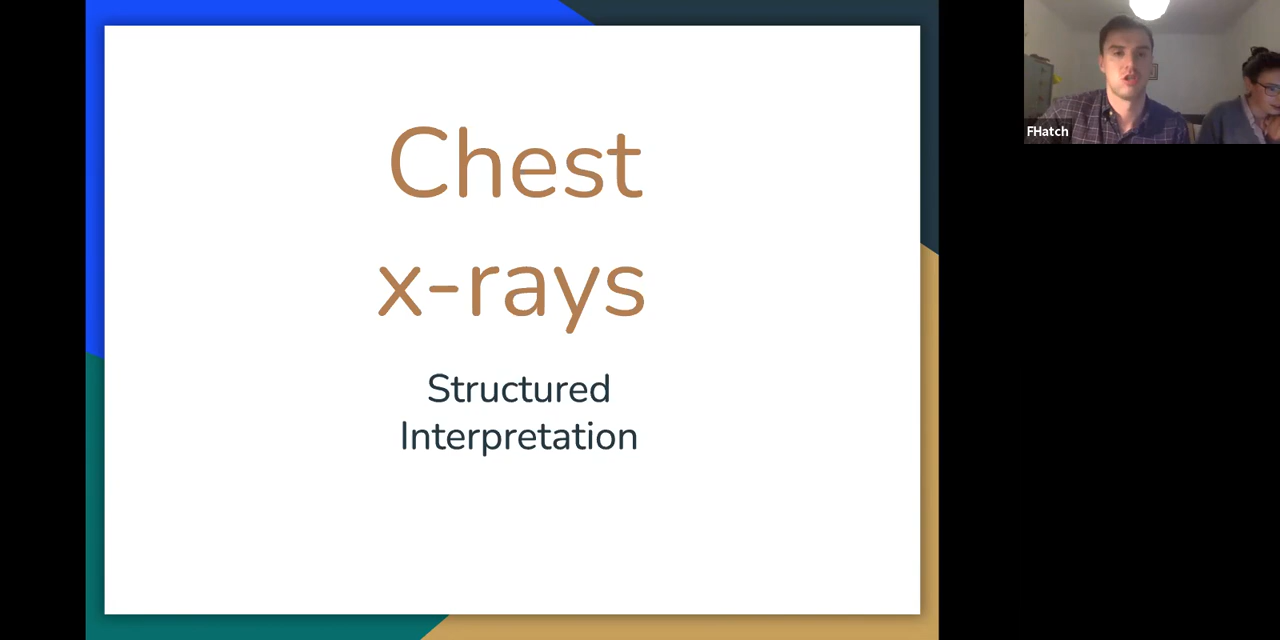 Chest
x-rays
Structured
Interpretation
FHatch